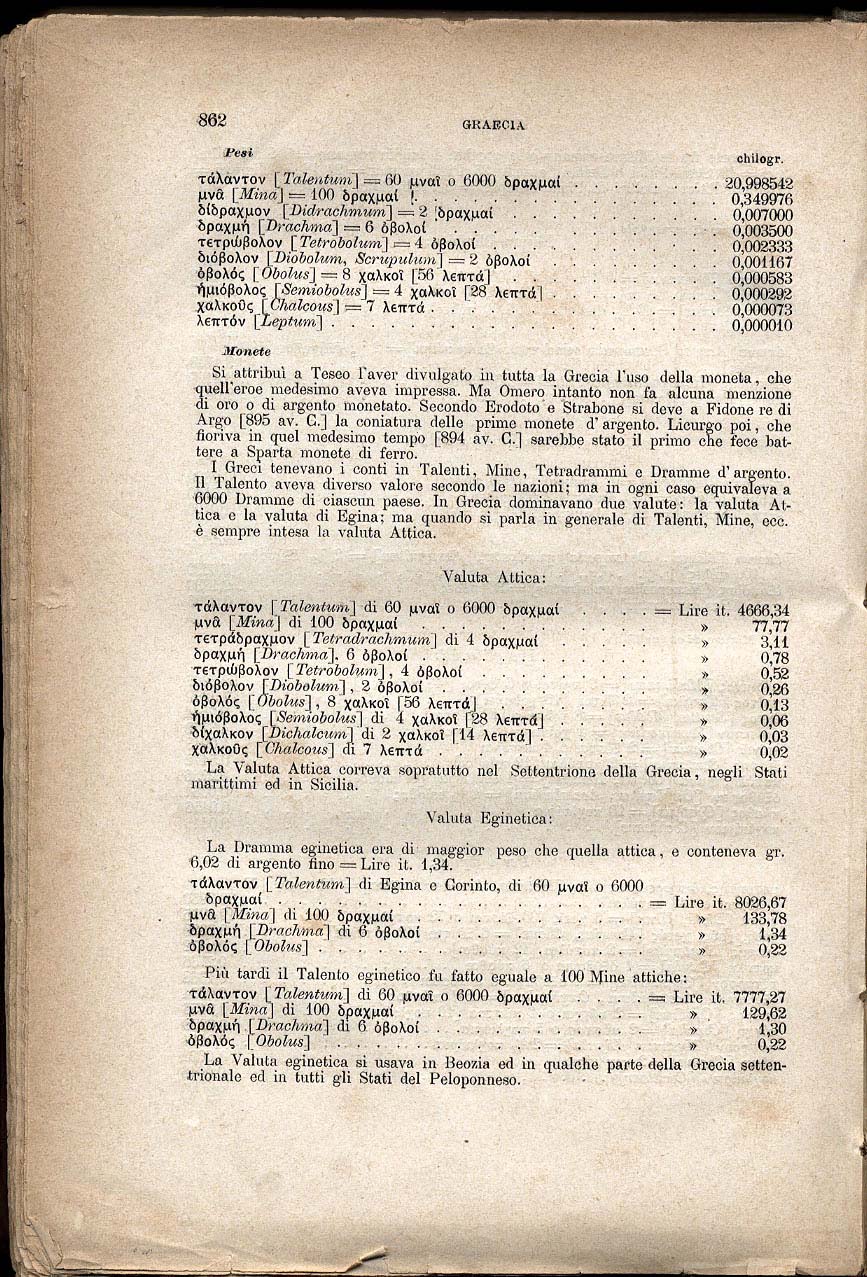 862
GRAECIA
Pesi
chilogr.
τάλαντον [Talentum] = 60 μναῖ o 6000 δραχμαί . . . . . . . . 20,998542
μνᾶ [Mina] = 100 δραχμαί . . . . . . . . 0,349976
δίδραχμον [Didrachmum] = 2 δραχμαί . . . . . . . . 0,007000
δραχμή [Drachma] = 6 ὀβολοί . . . . . . . . 0,003500
τετρώβολον [Tetrobolum] = 4 ὀβολοί . . . . . . . . 0,002333
διόβολον [Diobolum, Scrupulum] = 2 ὀβολοί . . . . . . . . 0,001167
ὀβολός [Obolus] = 8 χαλκοῖ [56 λεπτά] . . . . . . . . 0,000583
ἡμιόβολος [Semiobolus] = 4 χαλκοῖ [28 λεπτά] . . . . . . . . 0,000292
χαλκοῦς [Chalcous] = 7 λεπτά . . . . . . . . 0,000073
λεπτόν [Leptum] . . . . . . . . 0,000010
Monete
Si attribuì a Teseo l'aver divulgato in tutta la Grecia l'uso della moneta, che
quell'eroe medesimo aveva impressa. Ma Omero intanto non fa alcuna menzione
di oro o di argento monetato. Secondo Erodoto e Strabone si deve a Fidone re di
Argo [895 av. C.] la coniatura delle prime monete d'argento. Licurgo poi, che
fioriva in quel medesimo tempo [894 av. C.] sarebbe stato il primo che fece bat-
tere a Sparta monete di ferro.
I Greci tenevano i conti in Talenti, Mine, Tetradrammi e Dramme d'argento.
Il Talento aveva diverso valore secondo le nazioni; ma in ogni caso equivaleva a
6000 Dramme di ciascun paese. In Grecia dominavano due valute: la valuta At-
tica e la valuta di Egina; ma quando si parla in generale di Talenti, Mine, ecc.
è sempre intesa la valuta Attica.
Valuta Attica:
τάλαντον [Talentum] di 60 μναῖ o 6000 δραχμαί . . . . = Lire it. 4666,34
μνᾶ [Mina] di 100 δραχμαί . . . . . . . . » 77,77
τετράδραχμον [Tetradrachmum] di 4 δραχμαί . . . . . » 3,11
δραχμή [Drachma], 6 ὀβολοί . . . . . . . . » 0,78
τετρώβολον [Tetrobolum], 4 ὀβολοί . . . . . . . » 0,52
διόβολον [Diobolum], 2 ὀβολοί . . . . . . . . » 0,26
ὀβολός [Obolus], 8 χαλκοῖ [56 λεπτά] . . . . . . . » 0,13
ἡμιόβολος [Semiobolus] di 4 χαλκοῖ [28 λεπτά] . . . . . » 0,06
δίχαλκον [Dichalcum] di 2 χαλκοῖ [14 λεπτά] . . . . . » 0,03
χαλκοῦς [Chalcous] di 7 λεπτά . . . . . . . . » 0,02
La Valuta Attica correva sopratutto nel Settentrione della Grecia, negli Stati
marittimi ed in Sicilia.
Valuta Eginetica:
La Dramma eginetica era di maggior peso che quella attica, e conteneva gr.
6,02 di argento fino = Lire it. 1,34.
τάλαντον [Talentum] di Egina e Corinto, di 60 μναῖ o 6000
δραχμαί . . . . . . . . = Lire it. 8026,67
μνᾶ [Mina] di 100 δραχμαί . . . . . . . . » 133,78
δραχμή [Drachma] di 6 ὀβολοί . . . . . . . . » 1,34
ὀβολός [Obolus] . . . . . . . . » 0,22
Più tardi il Talento eginetico fu fatto eguale a 100 Mine attiche:
τάλαντον [Talentum] di 60 μναῖ o 6000 δραχμαί . . . . = Lire it. 7777,27
μνᾶ [Mina] di 100 δραχμαί . . . . . . . . » 129,62
δραχμή [Drachma] di 6 ὀβολοί . . . . . . . . » 1,30
ὀβολός [Obolus] . . . . . . . . » 0,22
La Valuta eginetica si usava in Beozia ed in qualche parte della Grecia setten-
trionale ed in tutti gli Stati del Peloponneso.